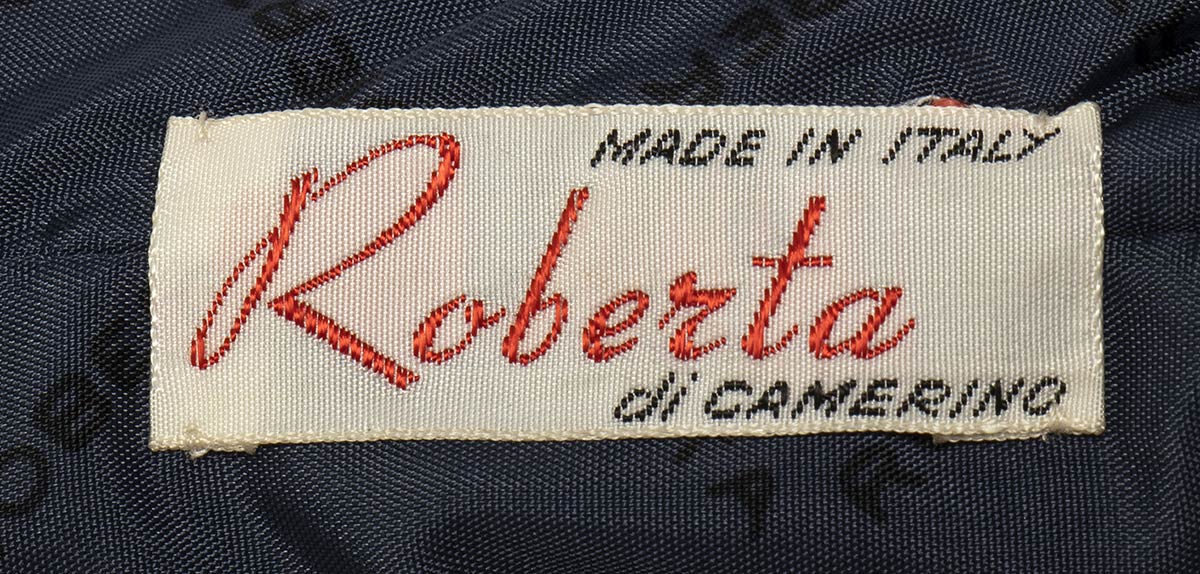 MADE IN ITALY
Roberta
di CAMERINO